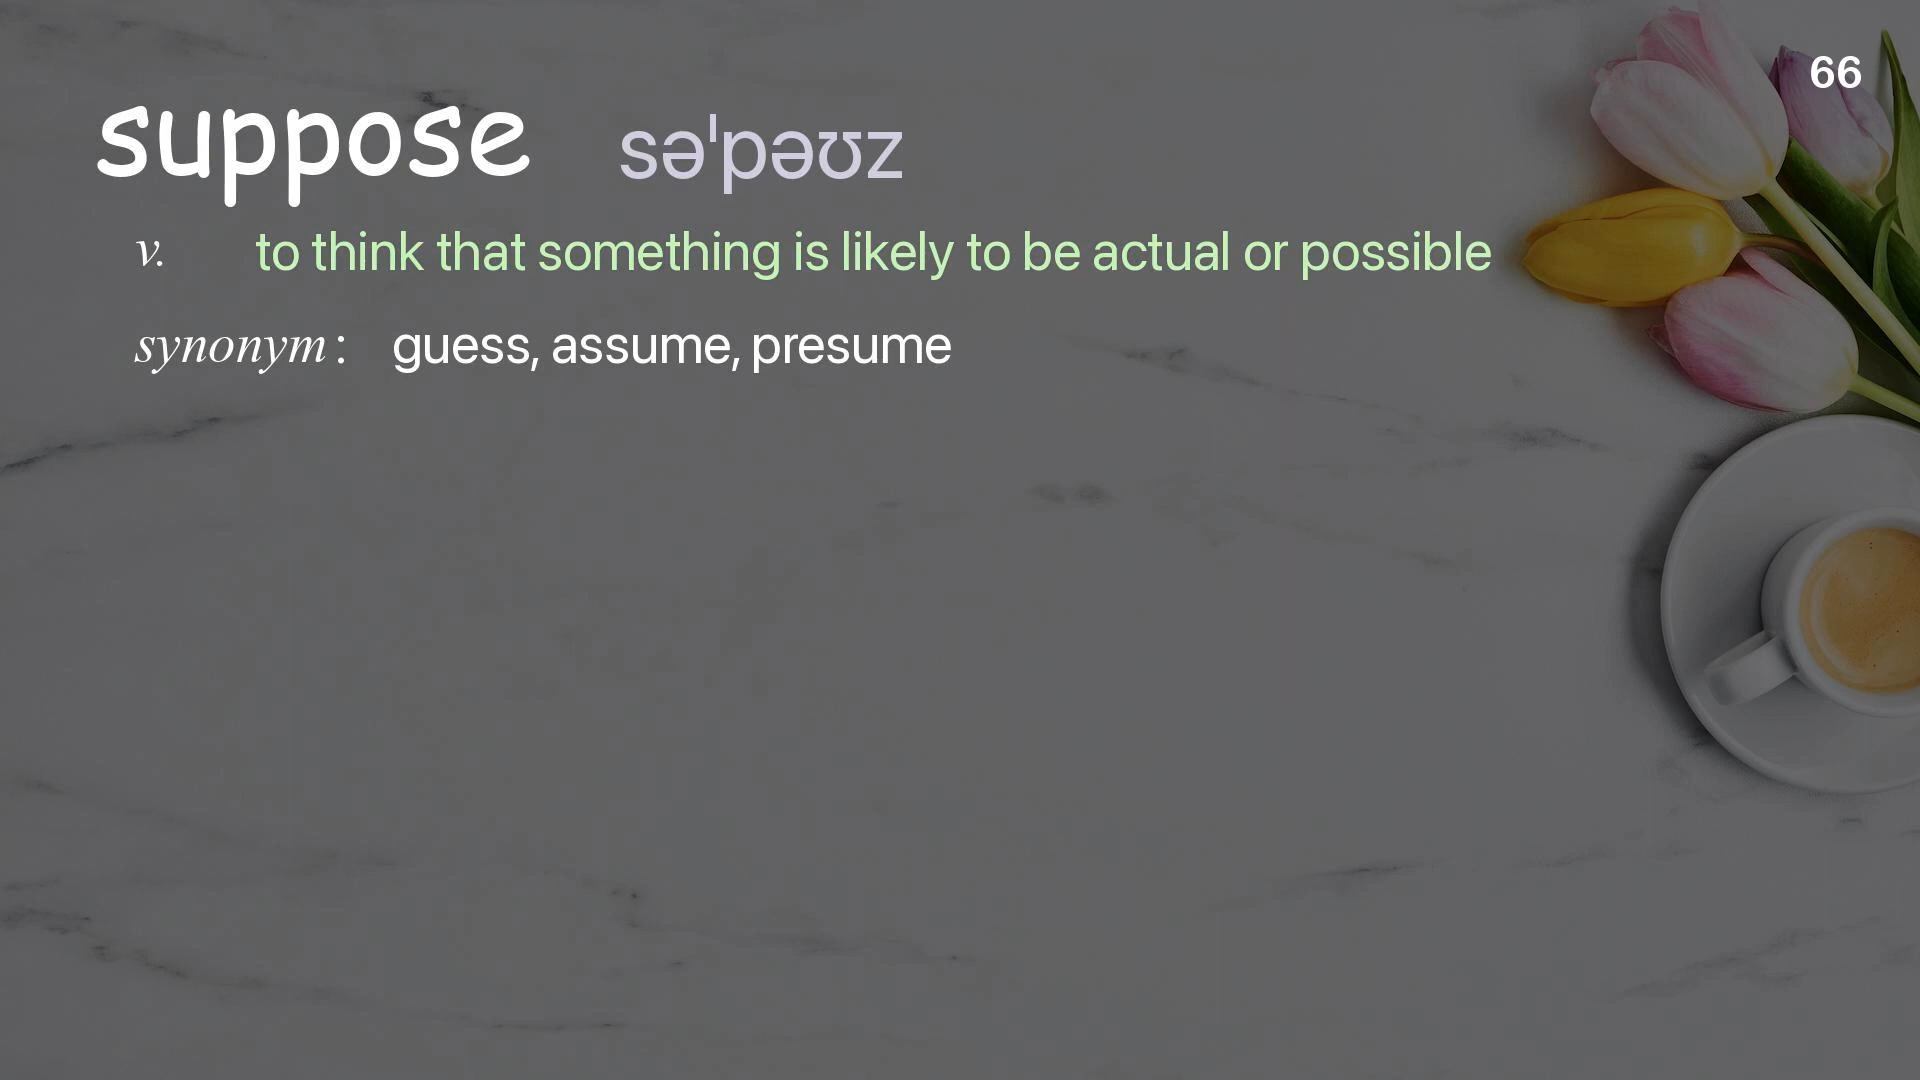 66
suppose səˈpəʊz
v. to think that something is likely to be actual or possible
synonym: guess, assume, presume